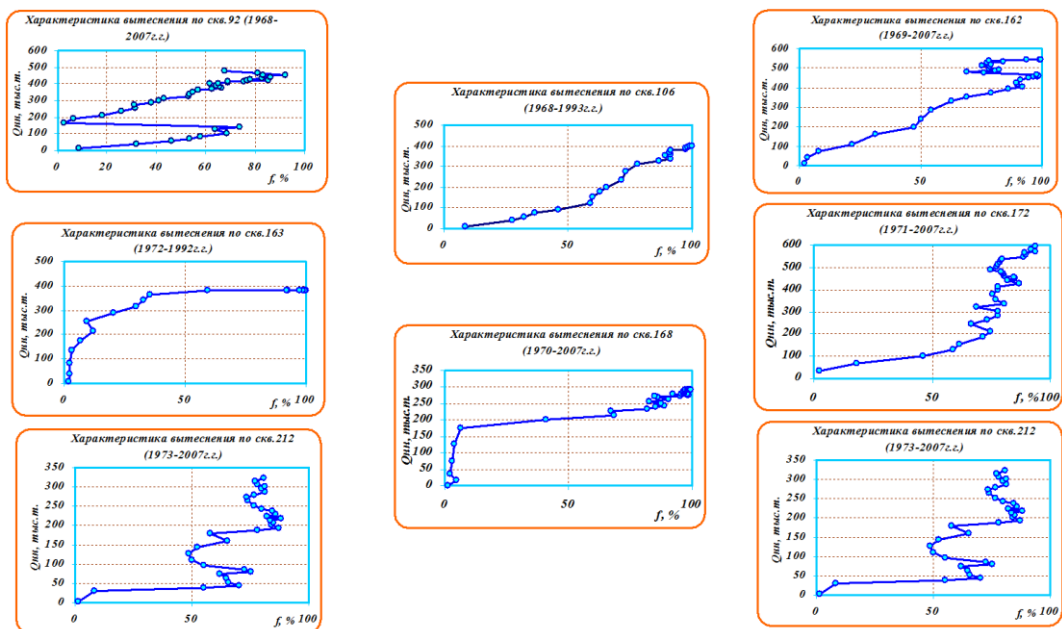 Характеристика вытеснения по скв.92 (1968-
2007г.г.)
Qнн, тыс.т.
600
500
400
300
200
100
0
0 20 40 60 80 100
f, %
Характеристика вытеснения по скв.106
(1968-1993г.г.)
Qнн, тыс.т.
500
400
300
200
100
0
0 50 100
f, %
Характеристика вытеснения по скв.162
(1969-2007г.г.)
Qнн, тыс.т.
600
500
400
300
200
100
0
0 50 100
f, %
Характеристика вытеснения по скв.163
(1972-1992г.г.)
Qнн, тыс.т.
500
400
300
200
100
0
0 50 100
f, %
Характеристика вытеснения по скв.168
(1970-2007г.г.)
Qнн, тыс.т.
350
300
250
200
150
100
50
0
0 50 100
f, %
Характеристика вытеснения по скв.172
(1971-2007г.г.)
Qнн, тыс.т.
600
500
400
300
200
100
0
0 50 f, %100
Характеристика вытеснения по скв.212
(1973-2007г.г.)
Qнн, тыс.т.
350
300
250
200
150
100
50
0
0 50 f, % 100
Характеристика вытеснения по скв.212
(1973-2007г.г.)
Qнн, тыс.т.
350
300
250
200
150
100
50
0
0 50 f, % 100